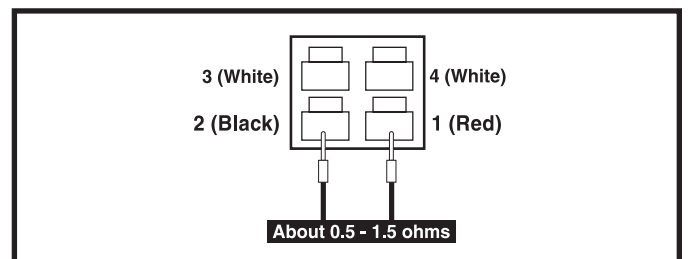 3 (White) 4 (White)
2 (Black) 1 (Red)
About 0.5 - 1.5 ohms